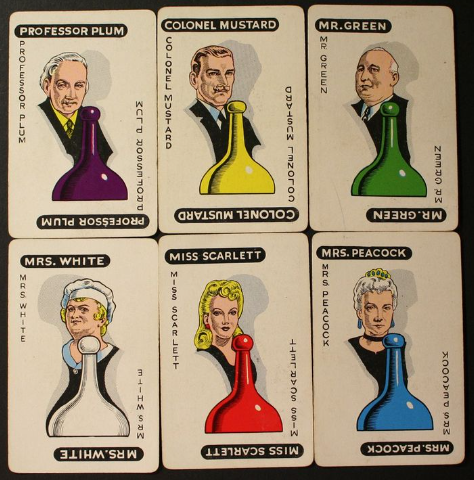 PROFESSOR PLUM
PROFESSOR PLUM
PROFESSOR PLUM
PROFESSOR PLUM
COLONEL MUSTARD
COLONEL MUSTARD
COLONEL MUSTARD
COLONEL MUSTARD
MR. GREEN
MR GREEN
MR GREEN
MR. GREEN
MRS. WHITE
MRS WHITE
MRS WHITE
MRS. WHITE
MISS SCARLETT
MISS SCARLETT
MISS SCARLETT
MISS SCARLETT
MRS. PEACOCK
MRS. PEACOCK
MRS PEACOCK
MRS. PEACOCK